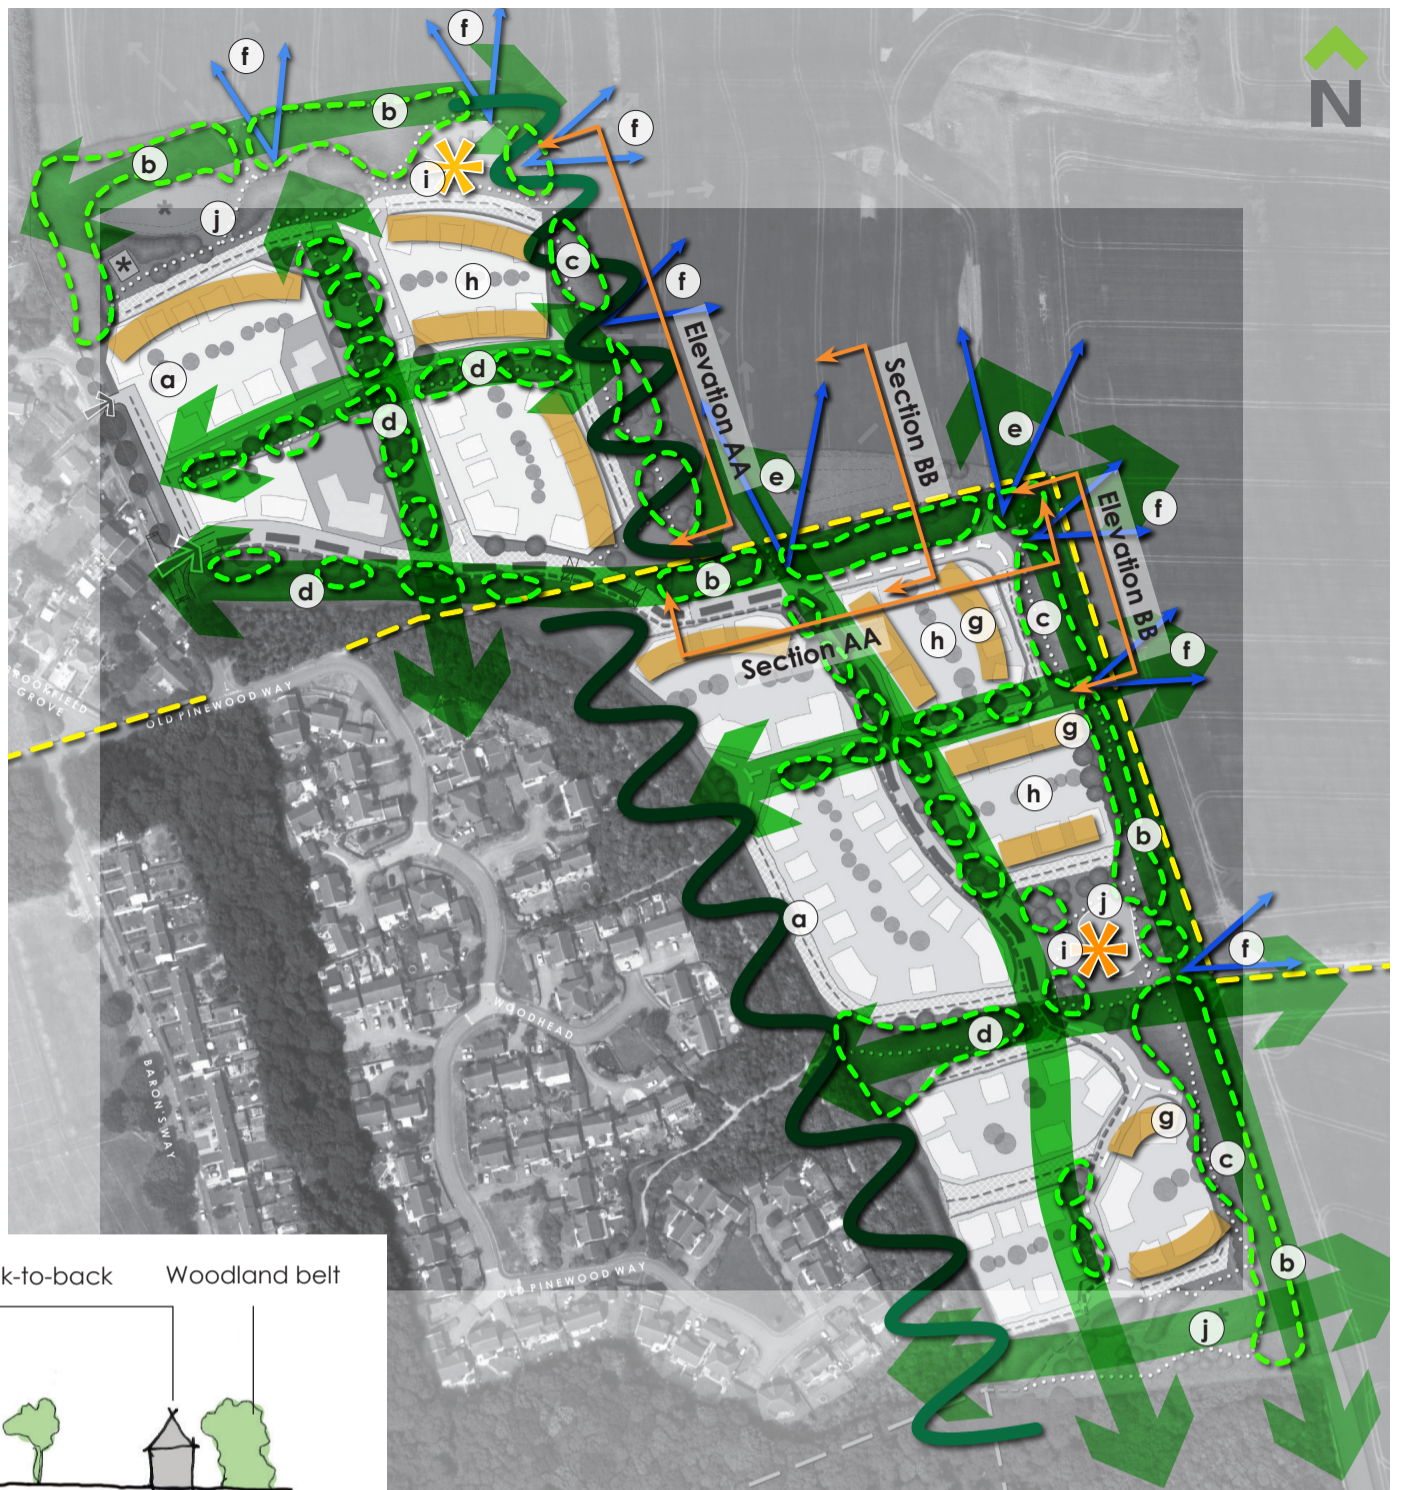 f
f
N
b
f
b
i
j
c
h
f
a
d
d
Elevation AA
Section BB
e
e
Elevation BB
f
b
d
c
g
h
Section AA
f
OLD PINEWOOD WAY
GROVE
g
h
b
j
a
i
f
WOODHEAD
d
BARON'S WAY
g
c
b
OLD PINEWOOD WAY
j
k-to-back
Woodland belt